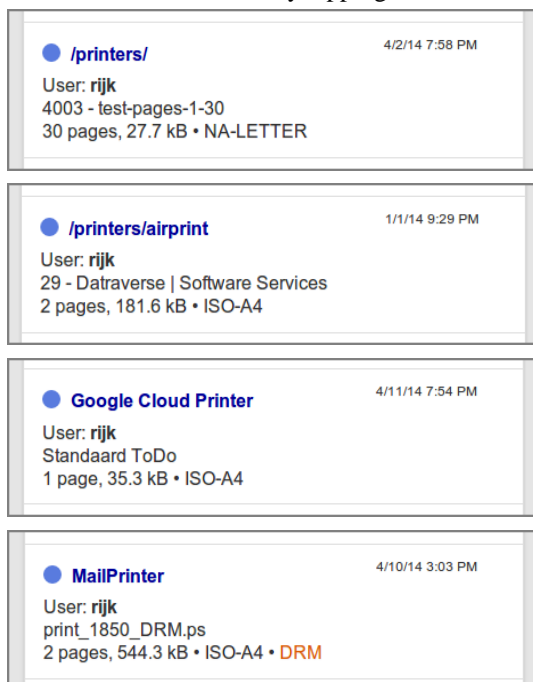 /printers/ 4/2/14 7:58 PM
User: rijk
4003 - test-pages-1-30
30 pages, 27.7 kB • NA-LETTER
/printers/airprint 1/1/14 9:29 PM
User: rijk
29 - Datraverse | Software Services
2 pages, 181.6 kB • ISO-A4
Google Cloud Printer 4/11/14 7:54 PM
User: rijk
Standaard ToDo
1 page, 35.3 kB • ISO-A4
MailPrinter 4/10/14 3:03 PM
User: rijk
print_1850_DRM.ps
2 pages, 544.3 kB • ISO-A4 • DRM